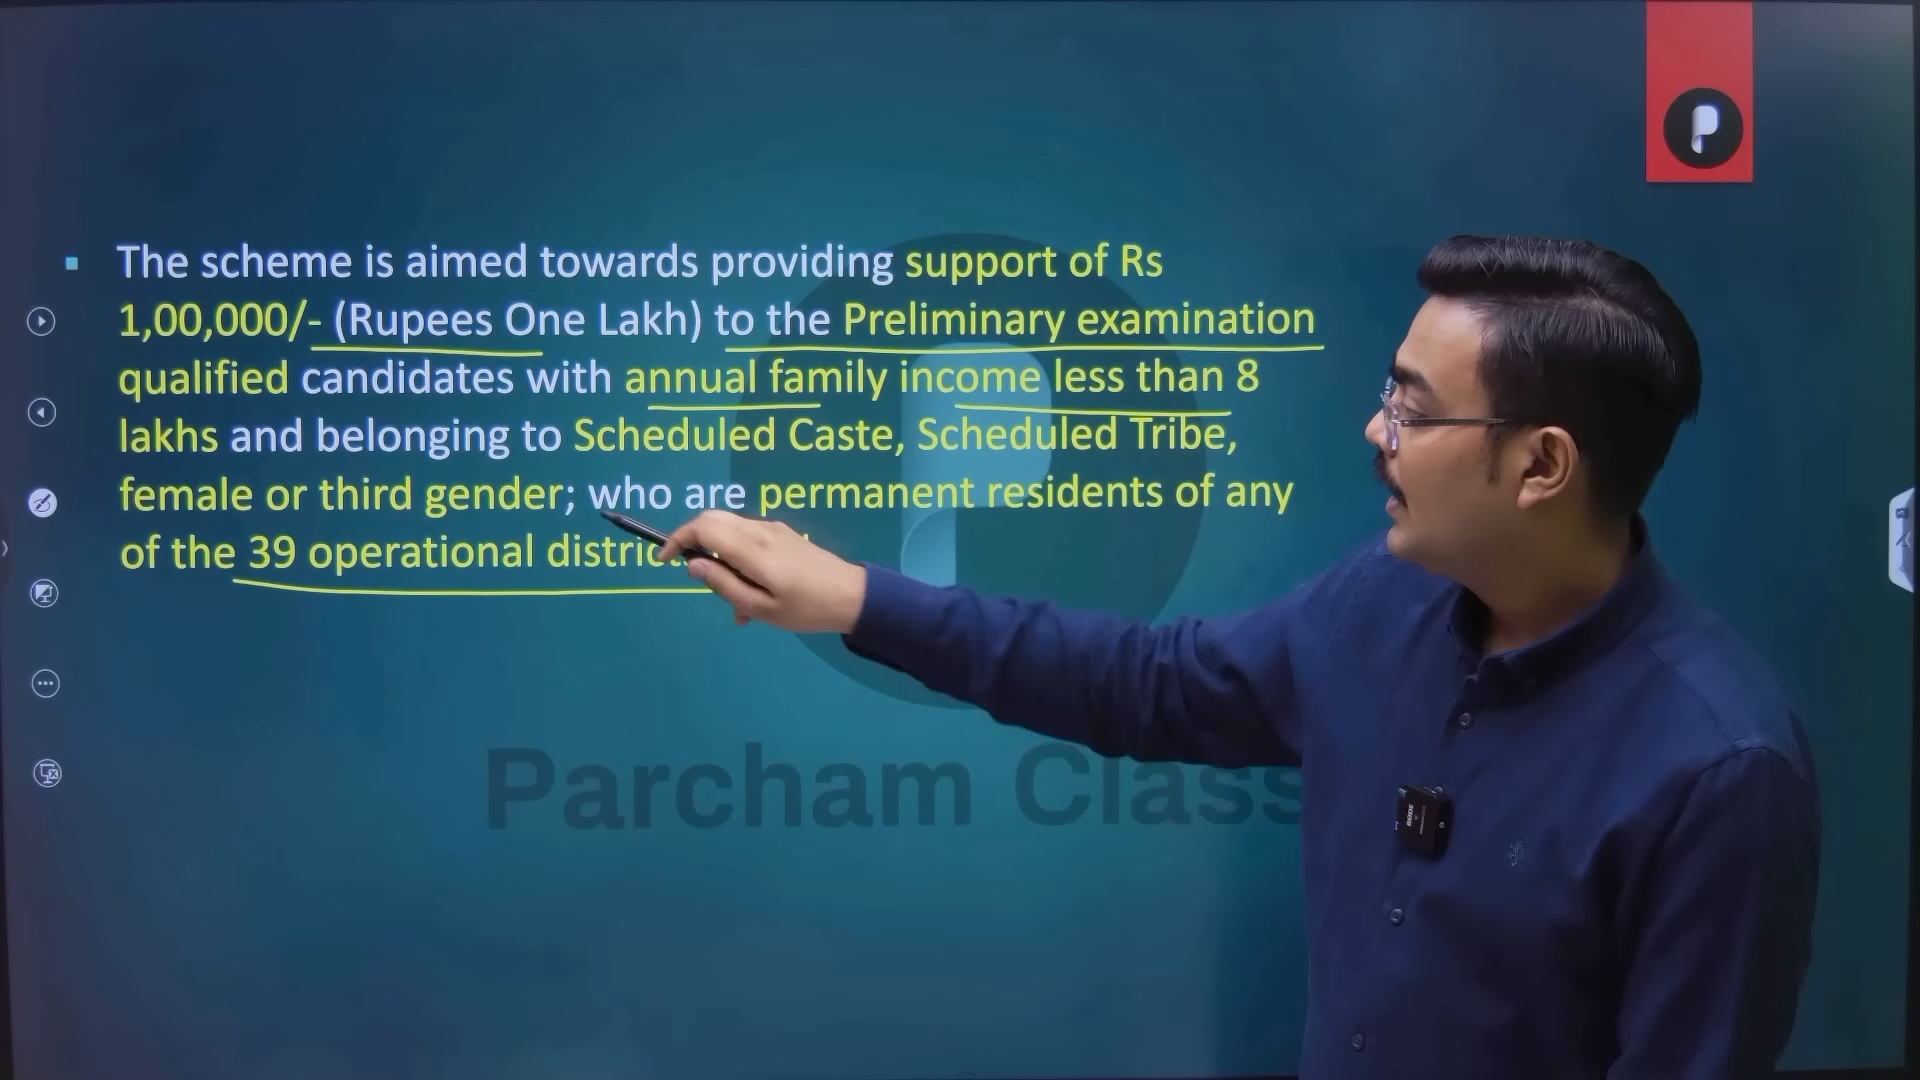 The scheme is aimed towards providing support of Rs
1,00,000/- (Rupees One Lakh) to the Preliminary examination
qualified candidates with annual family income less than 8
lakhs and belonging to Scheduled Caste, Scheduled Tribe,
female or third gender; who are permanent residents of any
of the 39 operational
Parcham
RODE